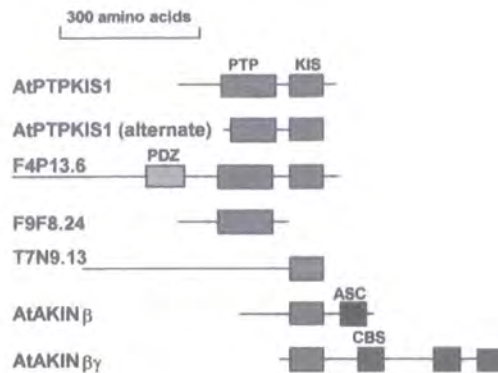 300 amino acids
PTP KIS
AtPTPKIS1
AtPTPKIS1 (alternate)
PDZ
F4P13.6
F9F8.24
T7N9.13
ASC
AtAKINβ
CBS
AtAKINβγ